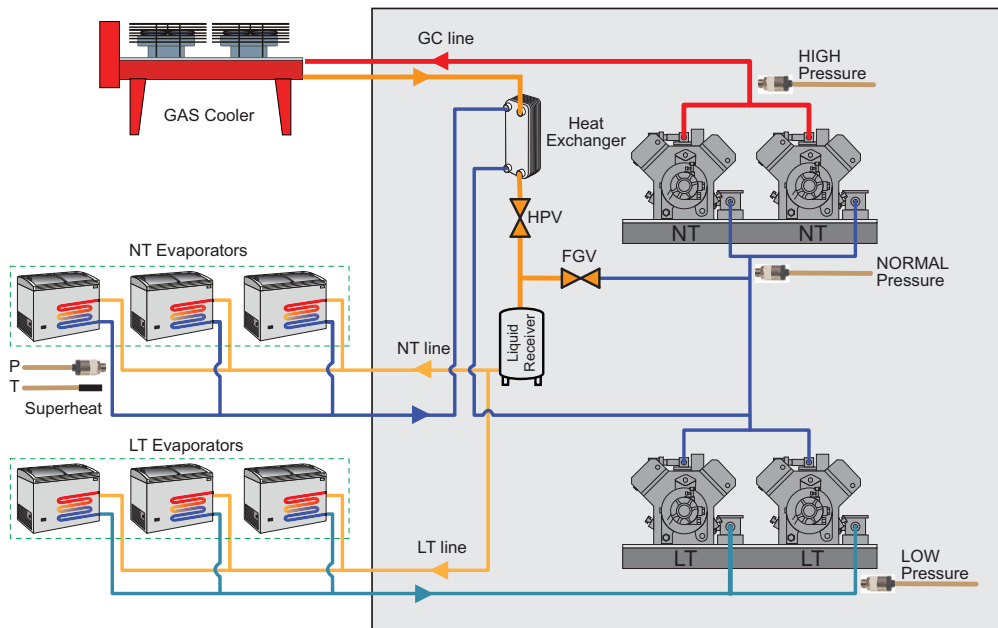 GC line
HIGH
Pressure
GAS Cooler
Heat
Exchanger
HPV
NT
NT
NT Evaporators
FGV
NORMAL
Pressure
Liquid
Receiver
NT line
P
T
Superheat
LT Evaporators
LT line
LT
LT
LOW
Pressure